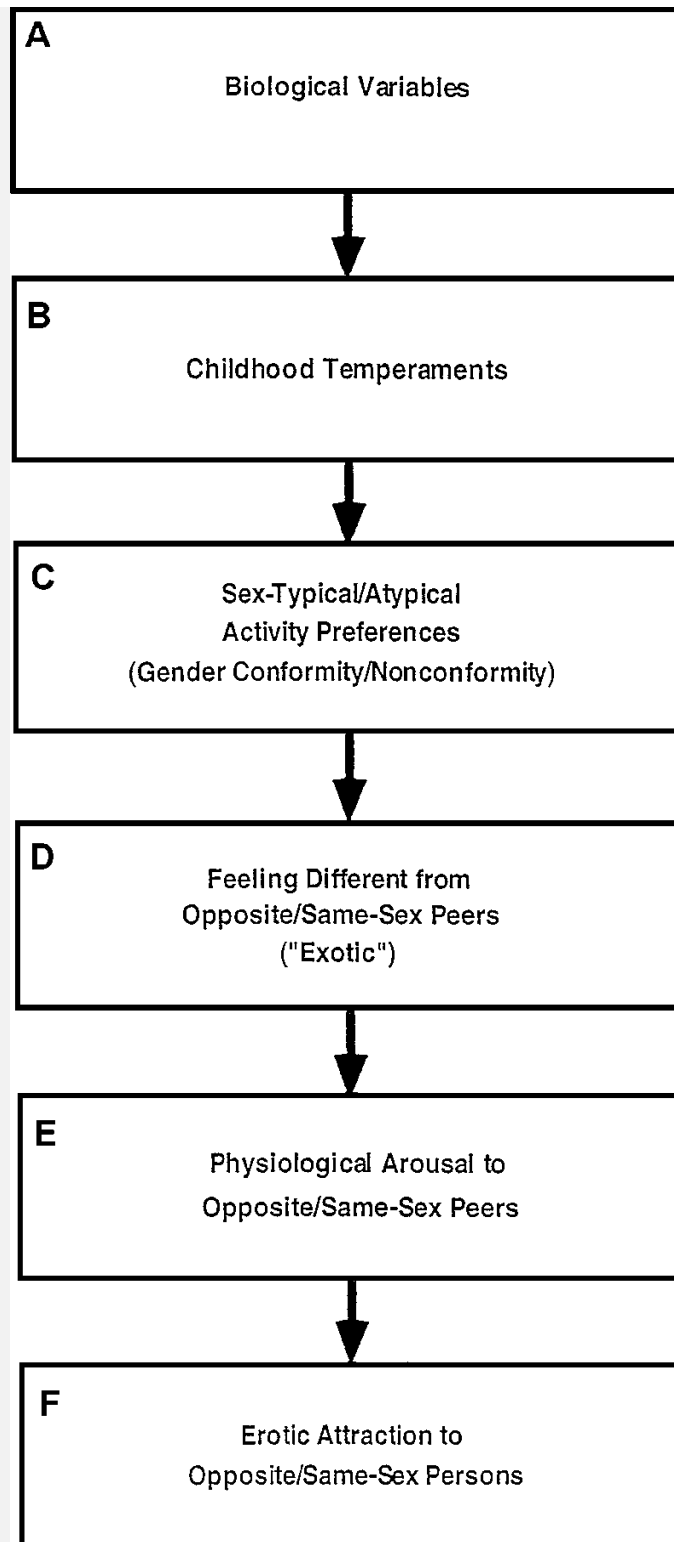 A
Biological Variables
B
Childhood Temperaments
C
Sex-Typical/Atypical
Activity Preferences
(Gender Conformity/Nonconformity)
D
Feeling Different from
Opposite/Same-Sex Peers
("Exotic")
E
Physiological Arousal to
Opposite/Same-Sex Peers
F
Erotic Attraction to
Opposite/Same-Sex Persons